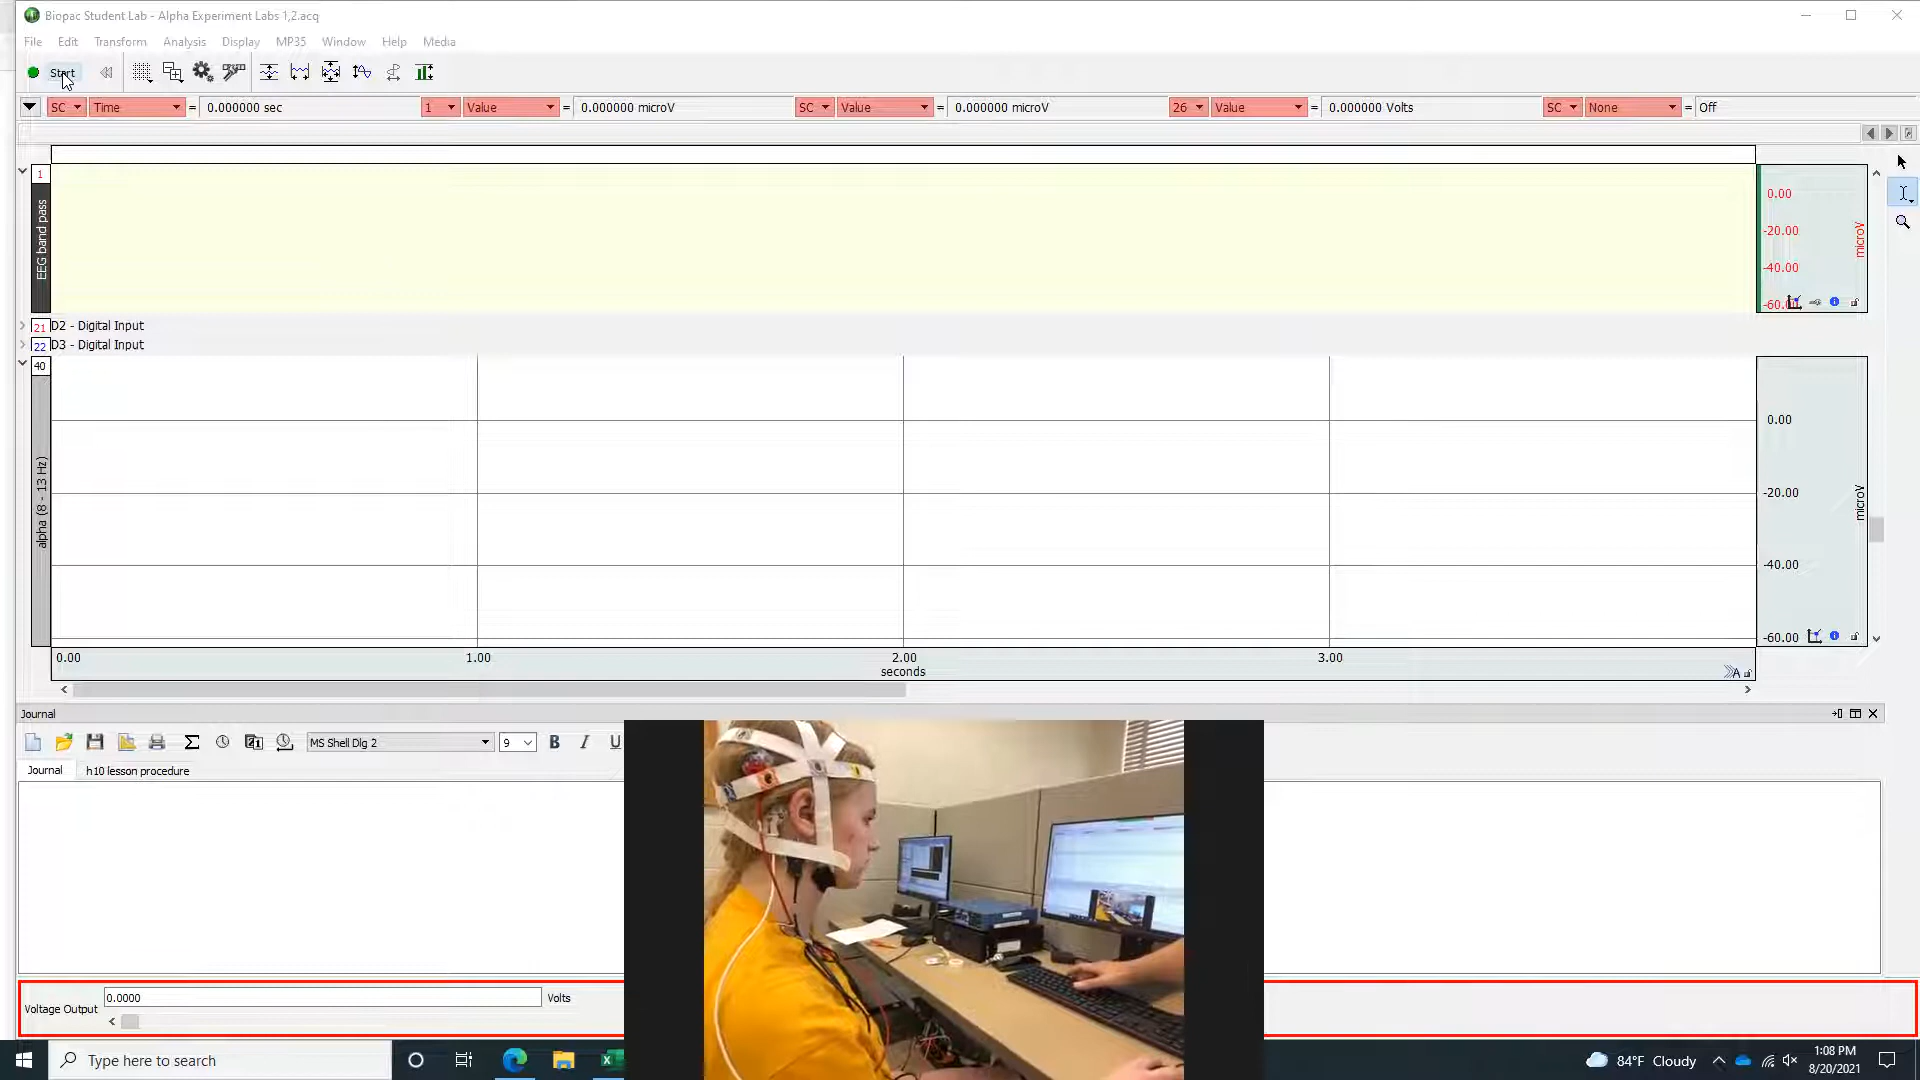 Biopac Student Lab - Alpha Experiment Labs 1,2.acq
File Edit Transform Analysis Display MP35 Window Help Media
Start
SC Time = 0.000000 sec 1 Value = 0.000000 microV SC Value = 0.000000 microV 26 Value = 0.000000 Volts SC None = Off
1
EEG band pass
0.00
-20.00
-40.00
-60.00
microV
21 D2 - Digital Input
22 D3 - Digital Input
40
alpha (8 - 13 Hz)
0.00
-20.00
-40.00
-60.00
microV
0.00 1.00 2.00 3.00
seconds
A
Journal
MS Shell Dlg 2 9 B I U
Journal h10 lesson procedure
Voltage Output 0.0000 Volts
Type here to search
84°F Cloudy
1:08 PM
8/20/2021